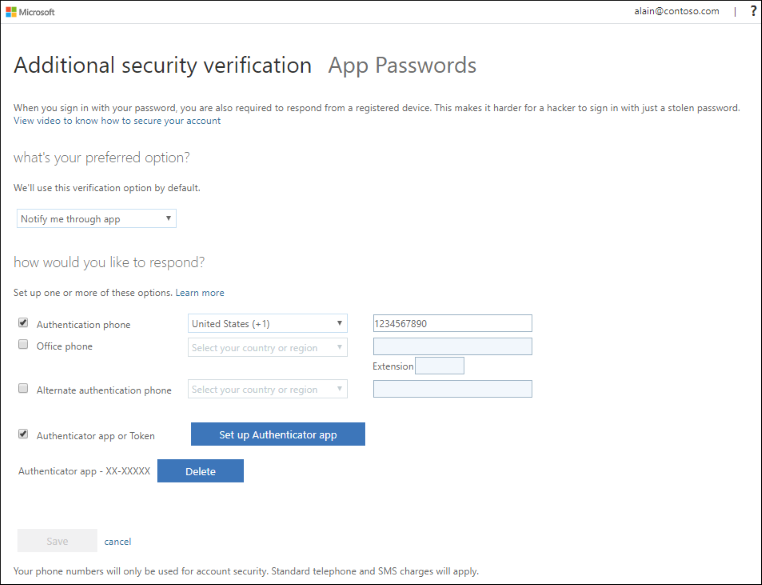 Microsoft
alain@contoso.com | ?
Additional security verification App Passwords
When you sign in with your password, you are also required to respond from a registered device. This makes it harder for a hacker to sign in with just a stolen password.
View video to know how to secure your account
what's your preferred option?
We'll use this verification option by default.
Notify me through app
how would you like to respond?
Set up one or more of these options. Learn more
Authentication phone United States (+1) 1234567890
Office phone Select your country or region
Extension
Alternate authentication phone Select your country or region
Authenticator app or Token Set up Authenticator app
Authenticator app - XX-XXXXX Delete
Save cancel
Your phone numbers will only be used for account security. Standard telephone and SMS charges will apply.